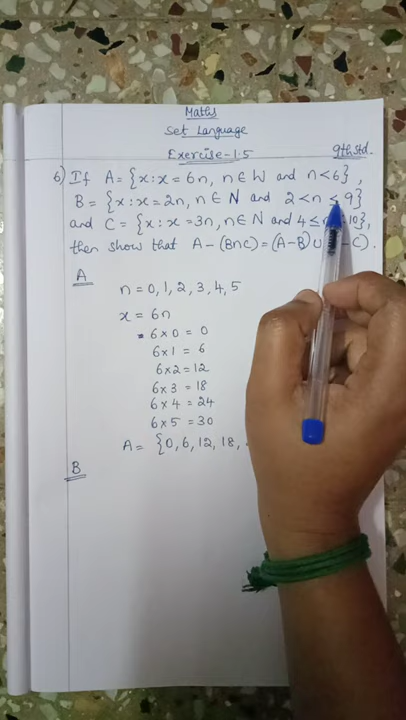 Maths
Set Language
Exercise-1.5 9th std.
6) If A = {x : x = 6n, n ∈ W and n < 6},
B = {x : x = 2n, n ∈ N and 2 < n ≤ 9}
and C = {x : x = 3n, n ∈ N and 4 ≤ 10},
then show that A - (B∩C) = (A-B) ∪ - C).
A
n = 0, 1, 2, 3, 4, 5
x = 6n
= 6 x 0 = 0
6 x 1 = 6
6 x 2 = 12
6 x 3 = 18
6 x 4 = 24
6 x 5 = 30
A = {0, 6, 12, 18,
B